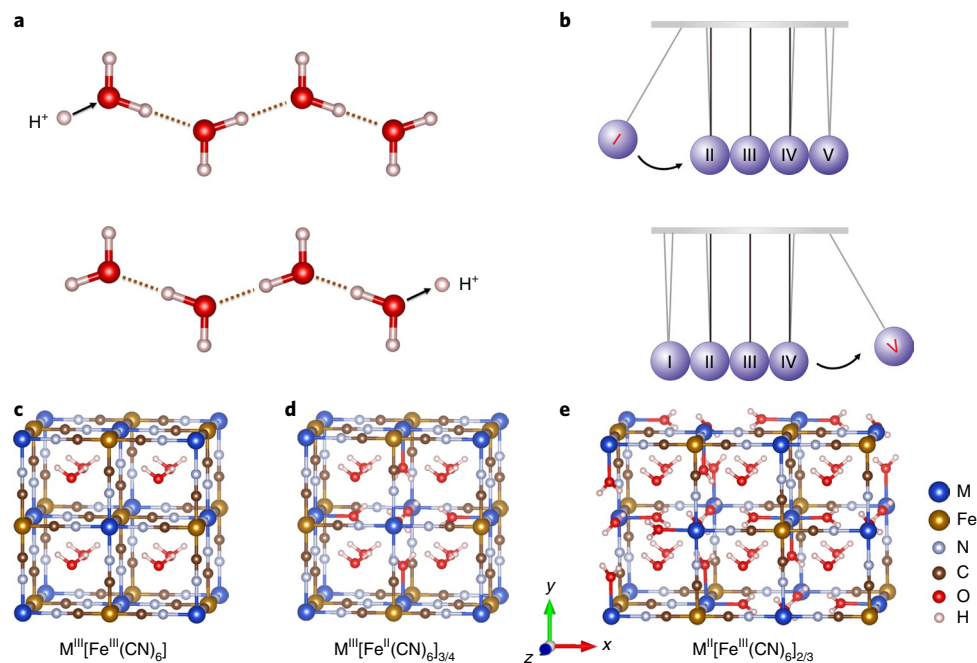 a
b
H⁺
I
II
III
IV
V
H⁺
I
II
III
IV
V
c
d
e
M
Fe
N
C
O
H
y
x
z
Mᴵᴵᴵ[Feᴵᴵᴵ(CN)₆]
Mᴵᴵᴵ[Feᴵᴵ(CN)₆]₃/₄
Mᴵᴵ[Feᴵᴵᴵ(CN)₆]₂/₃